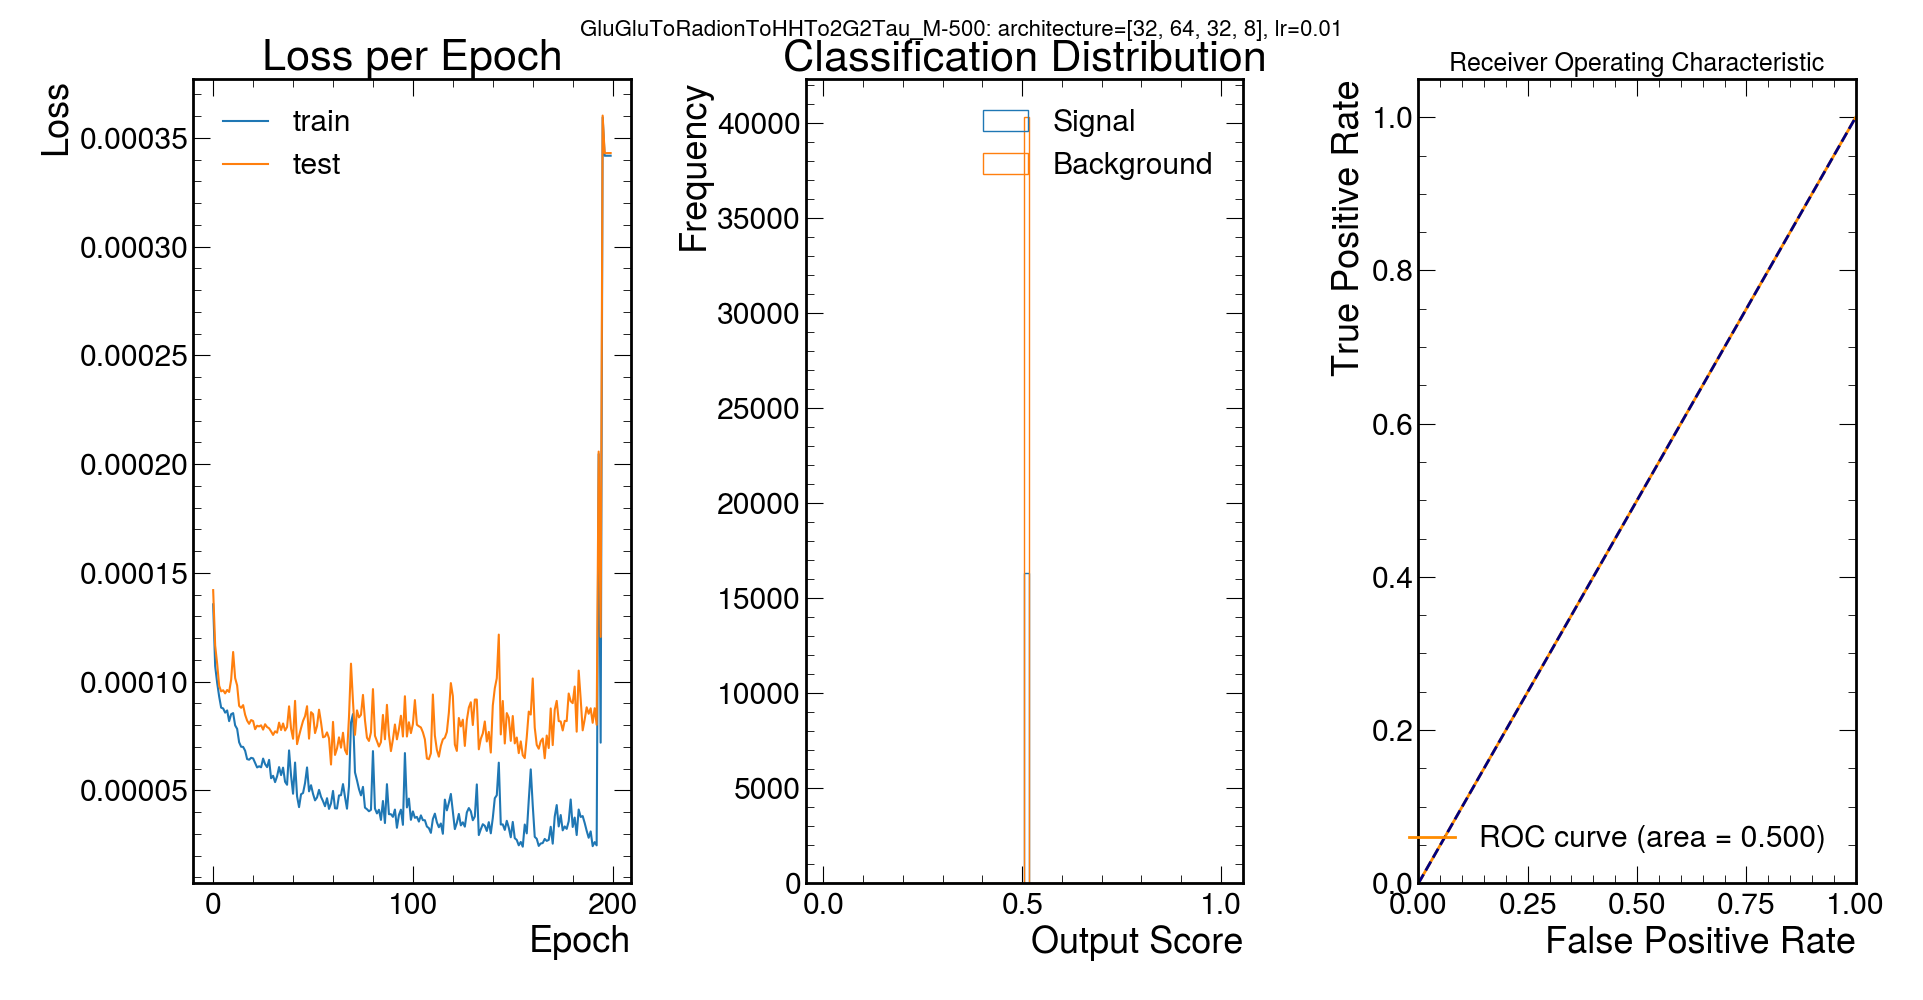 GluGluToRadionToHHTo2G2Tau_M-500: architecture=[32, 64, 32, 8], lr=0.01
Loss per Epoch
Loss
train
test
0.00035
0.00030
0.00025
0.00020
0.00015
0.00010
0.00005
0
100
200
Epoch
Classification Distribution
Frequency
Signal
Background
40000
35000
30000
25000
20000
15000
10000
5000
0
0.0
0.5
1.0
Output Score
Receiver Operating Characteristic
True Positive Rate
1.0
0.8
0.6
0.4
0.2
0.0
ROC curve (area = 0.500)
0.00
0.25
0.50
0.75
1.00
False Positive Rate